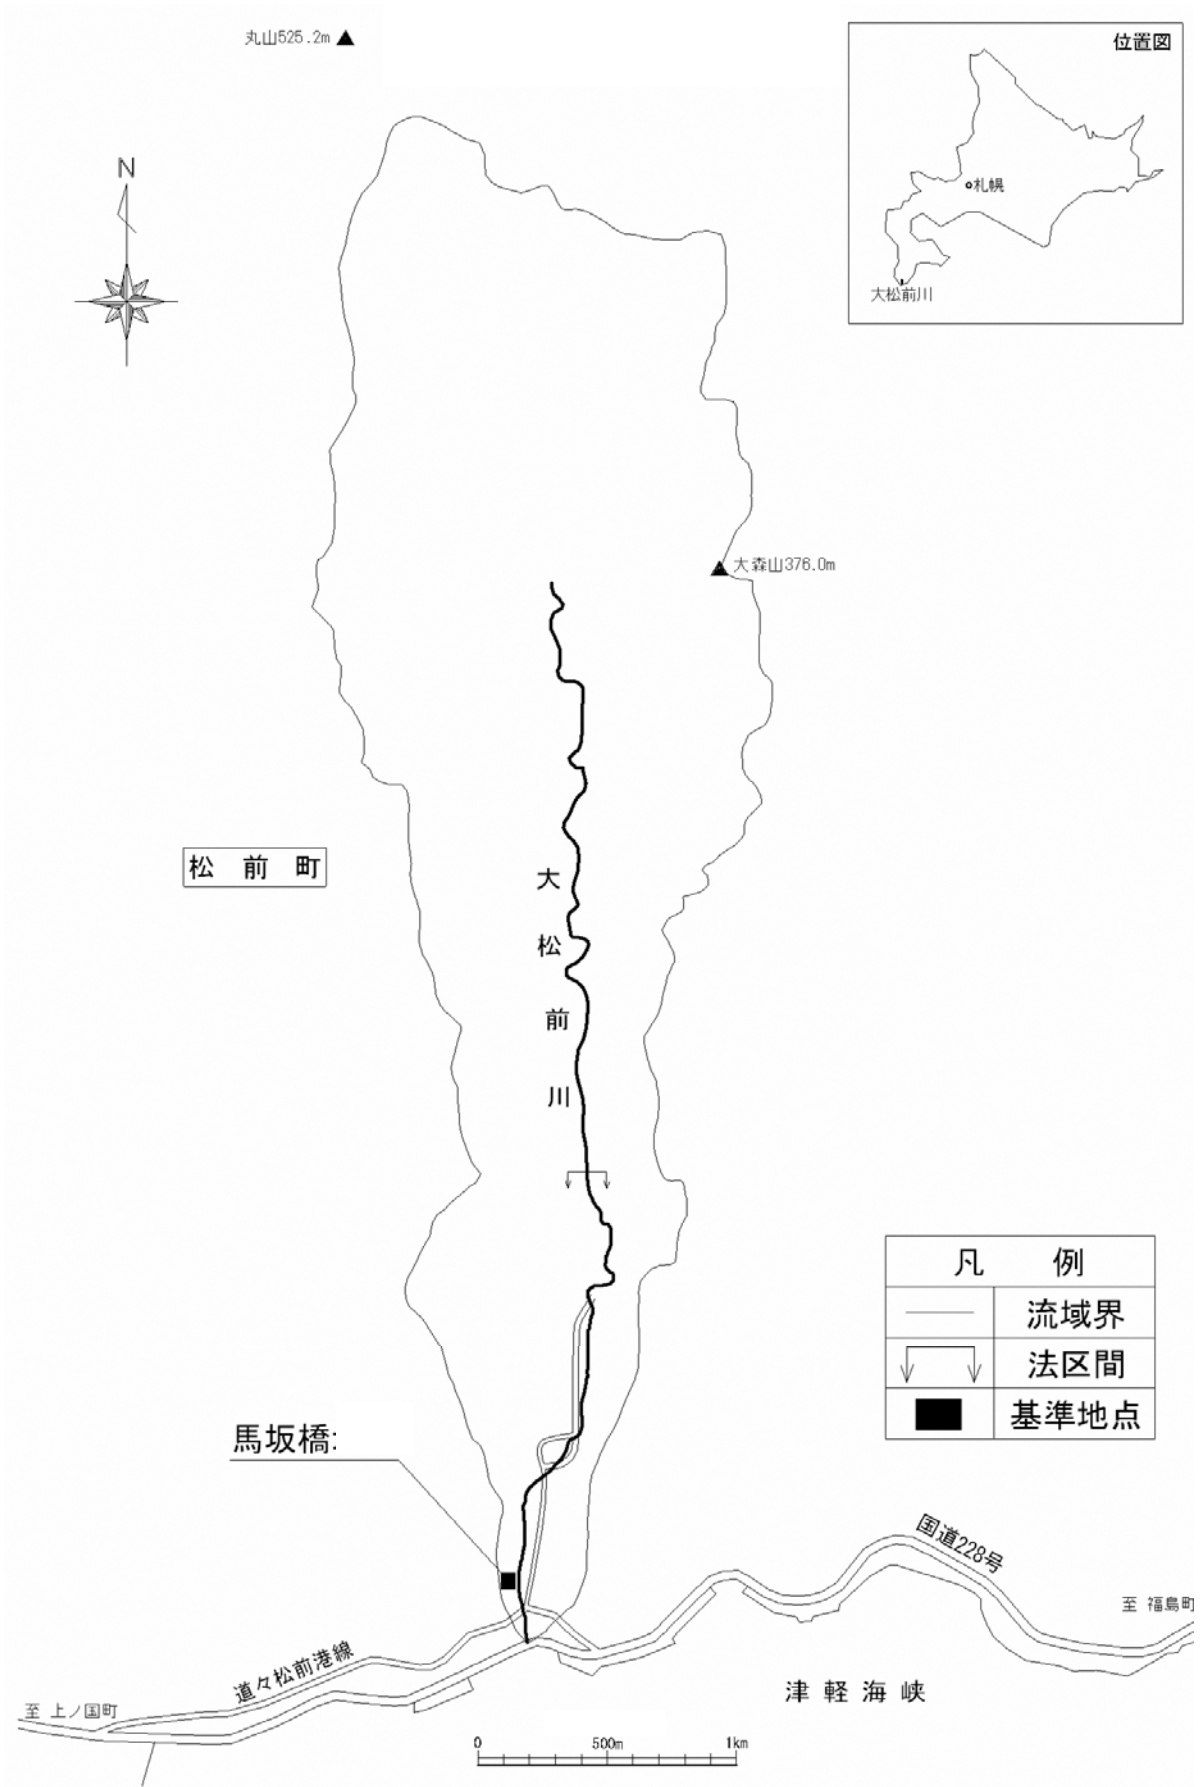 丸山525.2m
位置図
N
札幌
大松前川
大森山376.0m
松前町
大松前川
凡例
流域界
法区間
基準地点
馬坂橋:
国道228号
至 福島町
道々松前港線
津軽海峡
至 上ノ国町
0 500m 1km